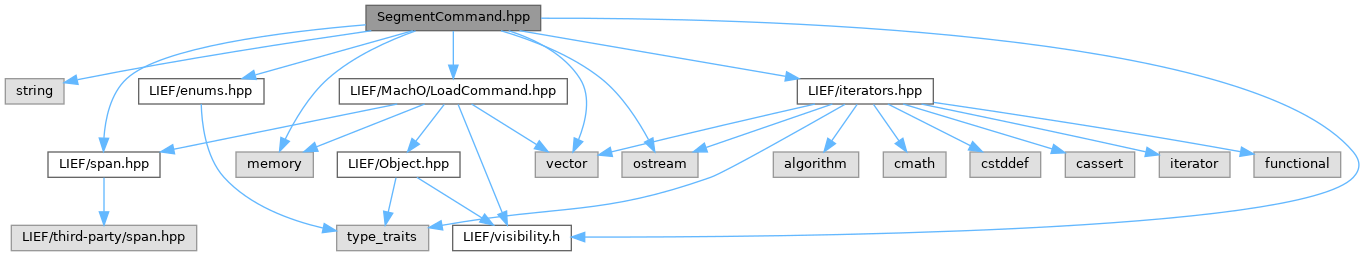 SegmentCommand.hpp
string
LIEF/enums.hpp
LIEF/MachO/LoadCommand.hpp
LIEF/iterators.hpp
LIEF/span.hpp
memory
LIEF/Object.hpp
vector
ostream
algorithm
cmath
cstddef
cassert
iterator
functional
LIEF/third-party/span.hpp
type_traits
LIEF/visibility.h